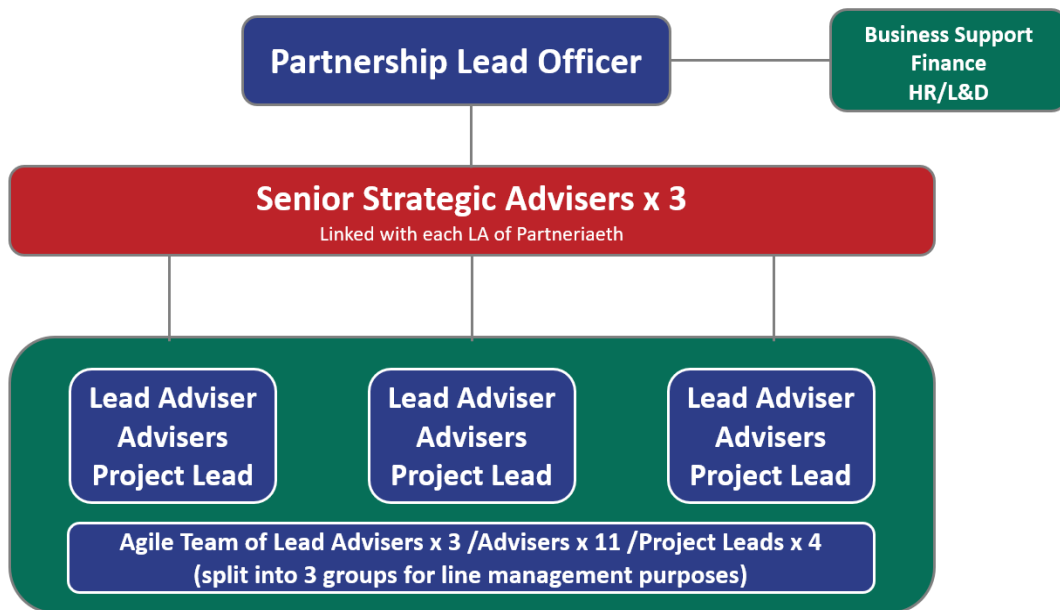 Partnership Lead Officer
Business Support
Finance
HR/L&D
Senior Strategic Advisers x 3
Linked with each LA of Partneriaeth
Lead Adviser
Advisers
Project Lead
Lead Adviser
Advisers
Project Lead
Lead Adviser
Advisers
Project Lead
Agile Team of Lead Advisers x 3 /Advisers x 11 /Project Leads x 4
(split into 3 groups for line management purposes)